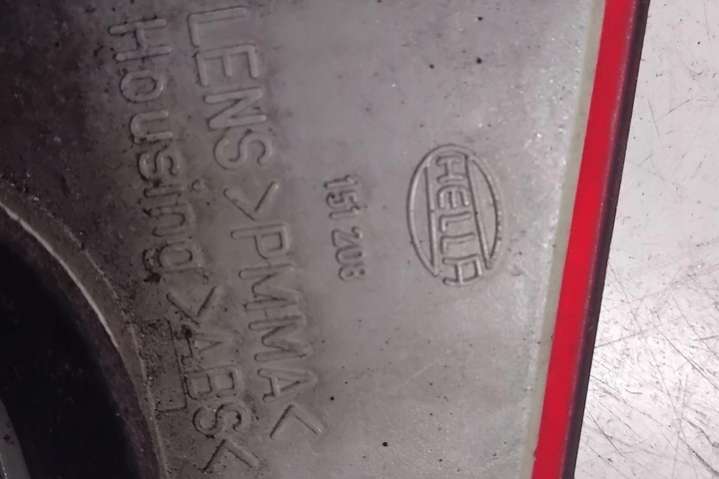 HELLA
151 208
LENS >PMMA<
Housing >ABS<